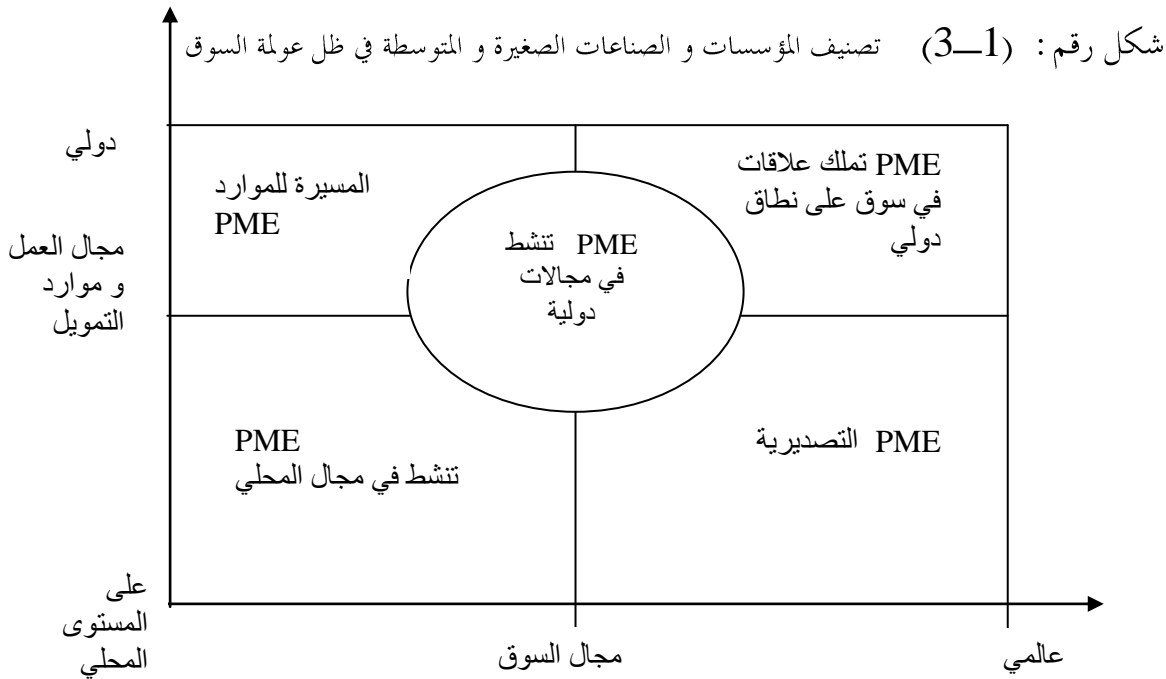 شكل رقم : (1-3) تصنيف المؤسسات و الصناعات الصغيرة و المتوسطة في ظل عولمة السوق
دولي
PME تملك علاقات
في سوق على نطاق
دولي
المسيرة للموارد
PME
PME تنشط
في مجالات
دولية
مجال العمل
و موارد
التمويل
PME
تنشط في مجال المحلي
PME التصديرية
على
المستوى
المحلي
مجال السوق
عالمي